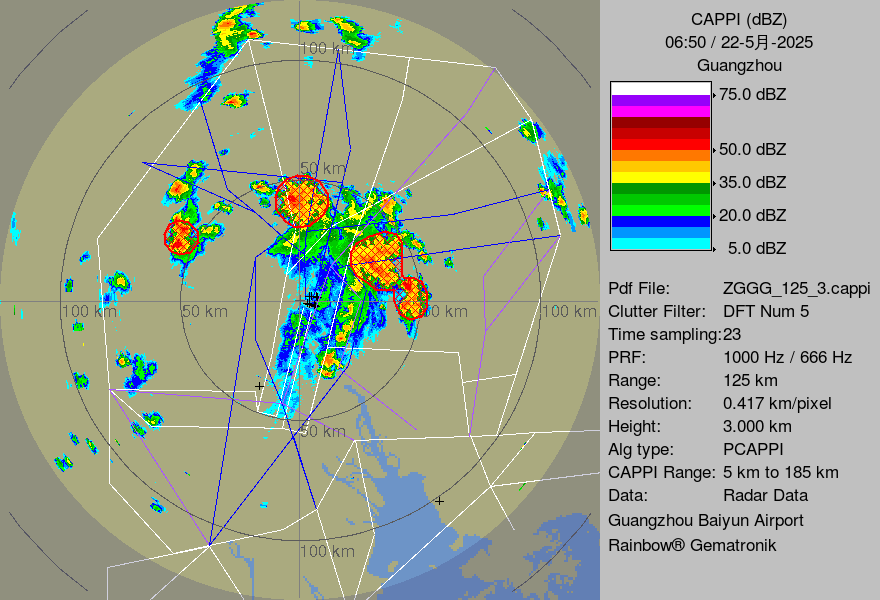 CAPPI (dBZ)
06:50 / 22-5月-2025
Guangzhou
75.0 dBZ
50.0 dBZ
35.0 dBZ
20.0 dBZ
5.0 dBZ
Pdf File: ZGGG_125_3.cappi
Clutter Filter: DFT Num 5
Time sampling:23
PRF: 1000 Hz / 666 Hz
Range: 125 km
Resolution: 0.417 km/pixel
Height: 3.000 km
Alg type: PCAPPI
CAPPI Range: 5 km to 185 km
Data: Radar Data
Guangzhou Baiyun Airport
Rainbow® Gematronik
100 km
50 km
100 km
50 km
km
100 km
50 km
100 km